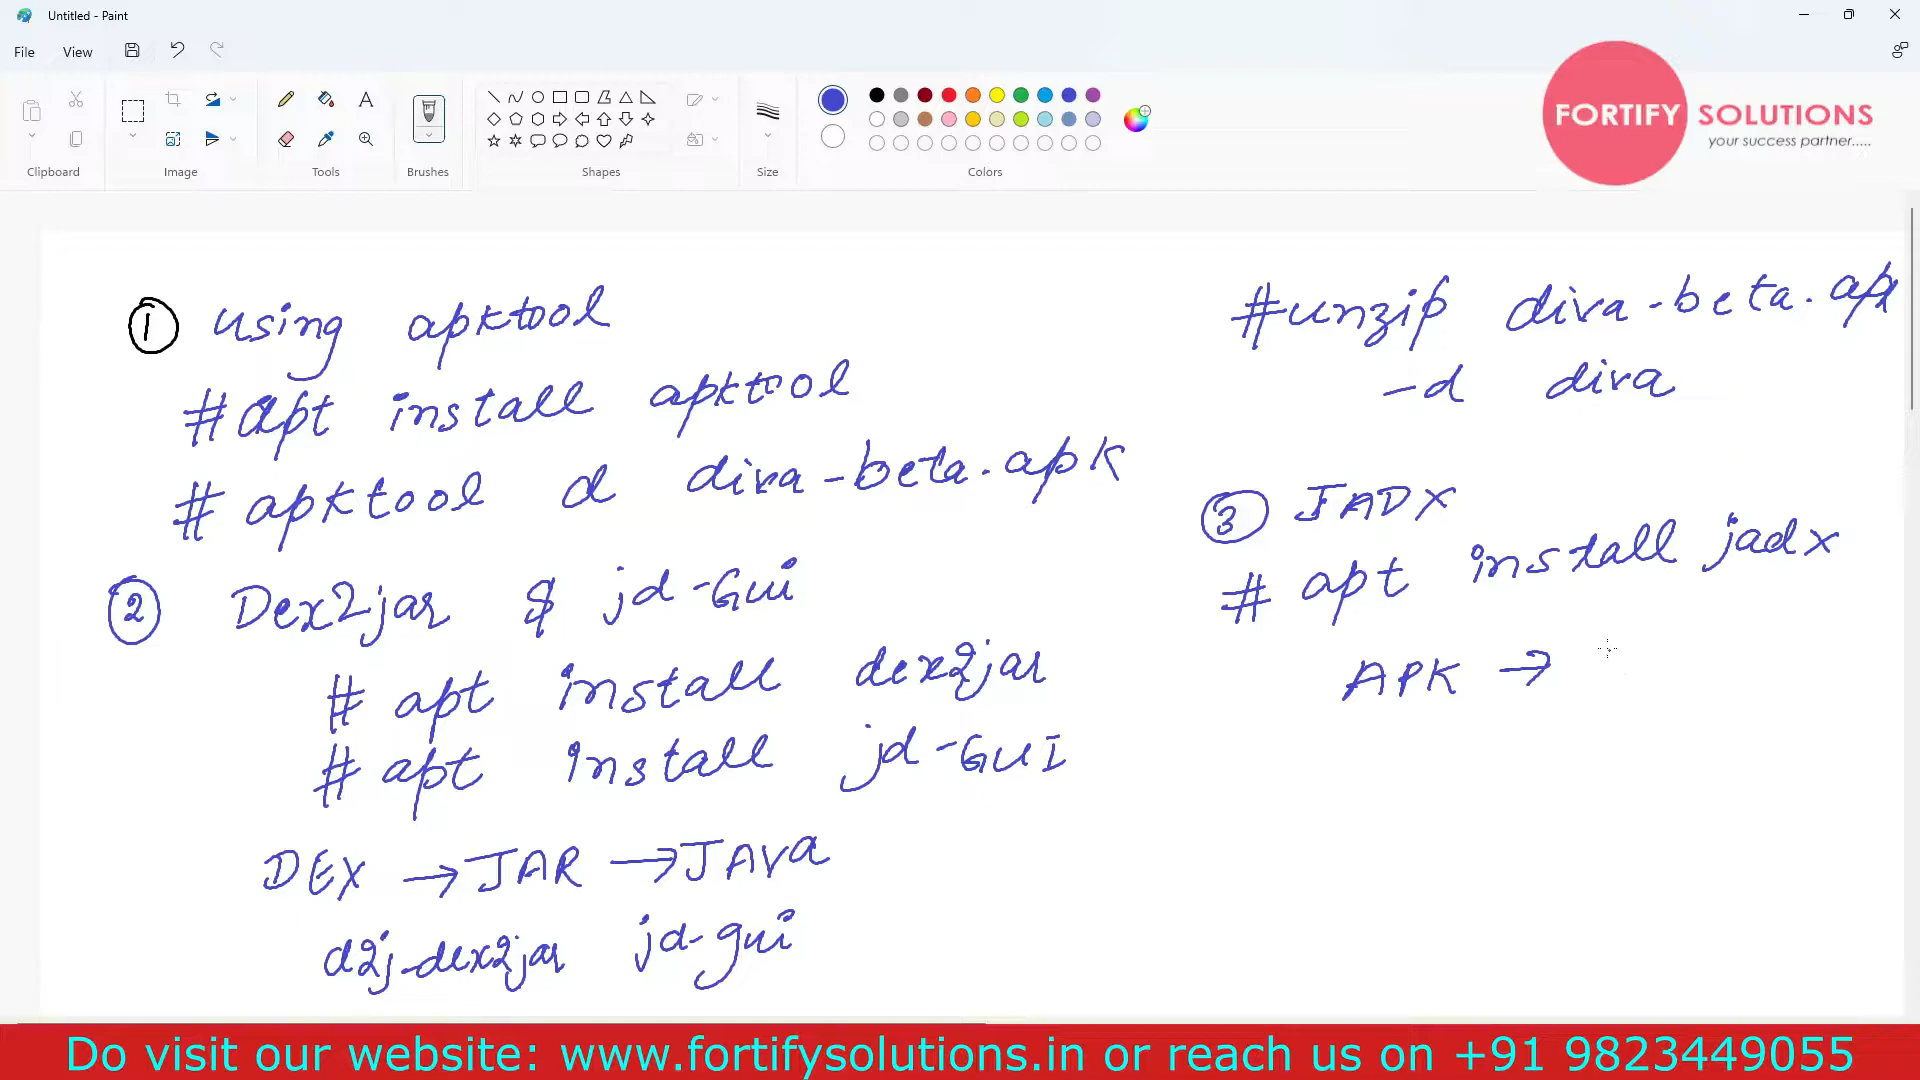 Untitled - Paint
File View
Clipboard Image Tools Brushes Shapes Size Colors
FORTIFY SOLUTIONS
your success partner.....
① using apktool
#apt install apktool
# apktool d diva-beta.apk
② Dex2jar & jd-Gui
# apt install dex2jar
# apt install jd-GUI
DEX → JAR → JAVA
d2j-dex2jar jd-gui
#unzip diva-beta.apk
-d diva
③ JADX
# apt install jadx
APK →
Do visit our website: www.fortifysolutions.in or reach us on +91 9823449055